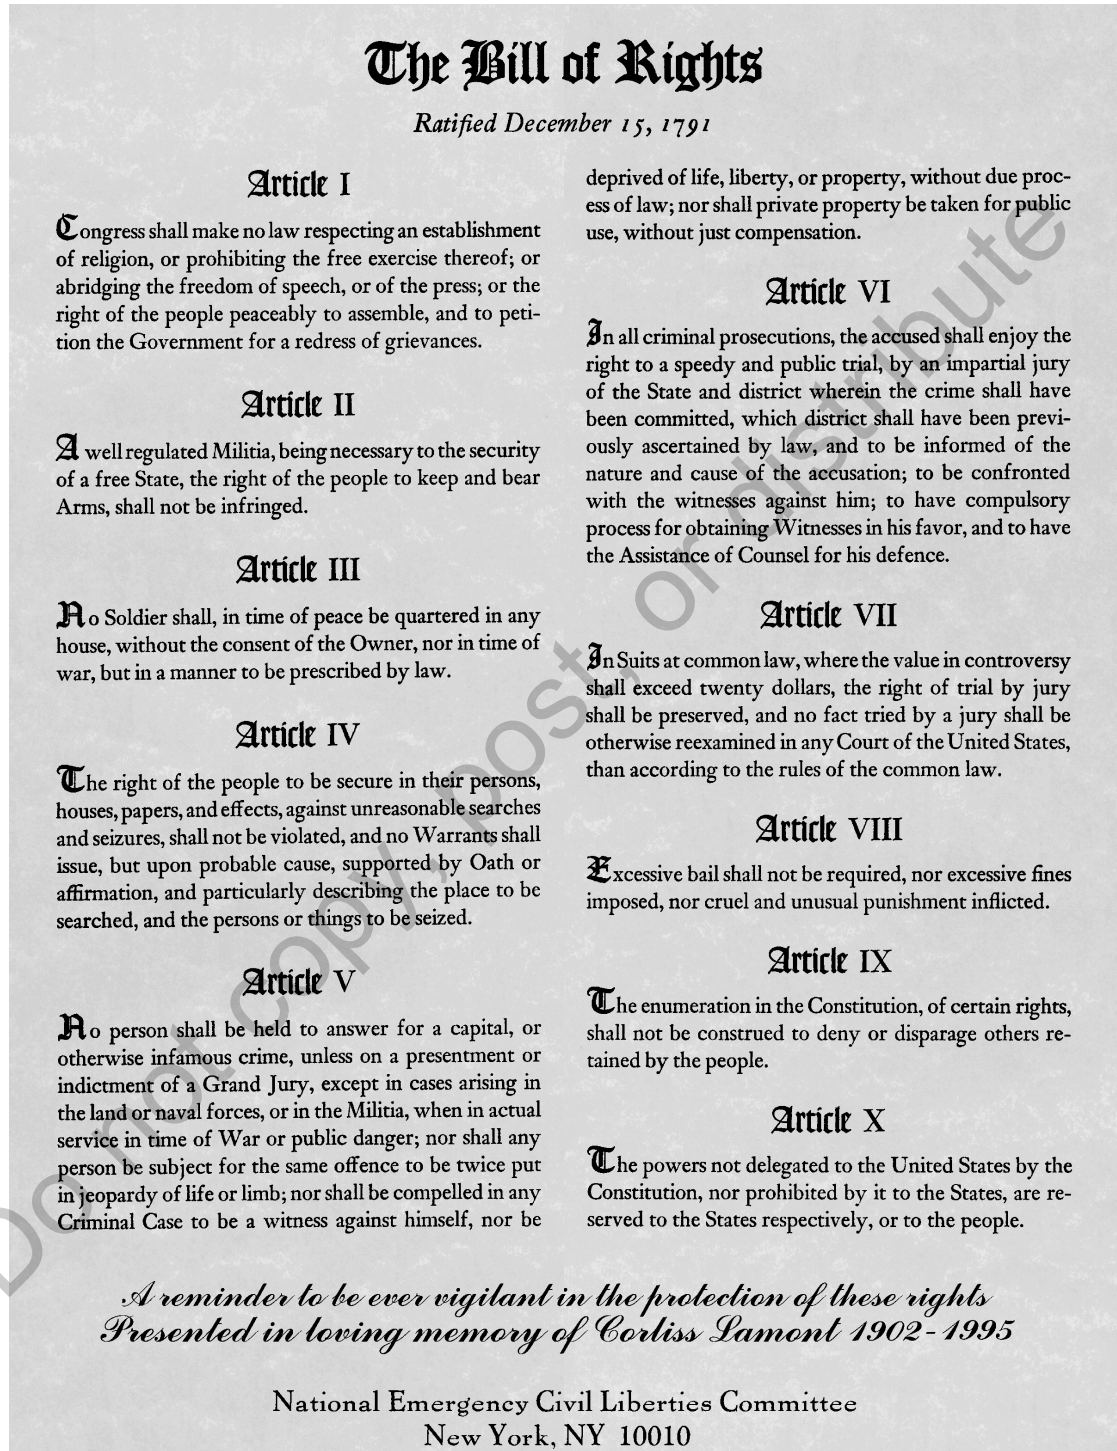 The Bill of Rights
Ratified December 15, 1791
Article I
Congress shall make no law respecting an establishment
of religion, or prohibiting the free exercise thereof; or
abridging the freedom of speech, or of the press; or the
right of the people peaceably to assemble, and to peti-
tion the Government for a redress of grievances.
Article II
A well regulated Militia, being necessary to the security
of a free State, the right of the people to keep and bear
Arms, shall not be infringed.
Article III
No Soldier shall, in time of peace be quartered in any
house, without the consent of the Owner, nor in time of
war, but in a manner to be prescribed by law.
Article IV
The right of the people to be secure in their persons,
houses, papers, and effects, against unreasonable searches
and seizures, shall not be violated, and no Warrants shall
issue, but upon probable cause, supported by Oath or
affirmation, and particularly describing the place to be
searched, and the persons or things to be seized.
Article V
No person shall be held to answer for a capital, or
otherwise infamous crime, unless on a presentment or
indictment of a Grand Jury, except in cases arising in
the land or naval forces, or in the Militia, when in actual
service in time of War or public danger; nor shall any
person be subject for the same offence to be twice put
in jeopardy of life or limb; nor shall be compelled in any
Criminal Case to be a witness against himself, nor be
deprived of life, liberty, or property, without due proc-
ess of law; nor shall private property be taken for public
use, without just compensation.
Article VI
In all criminal prosecutions, the accused shall enjoy the
right to a speedy and public trial, by an impartial jury
of the State and district wherein the crime shall have
been committed, which district shall have been previ-
ously ascertained by law, and to be informed of the
nature and cause of the accusation; to be confronted
with the witnesses against him; to have compulsory
process for obtaining Witnesses in his favor, and to have
the Assistance of Counsel for his defence.
Article VII
In Suits at common law, where the value in controversy
shall exceed twenty dollars, the right of trial by jury
shall be preserved, and no fact tried by a jury shall be
otherwise reexamined in any Court of the United States,
than according to the rules of the common law.
Article VIII
Excessive bail shall not be required, nor excessive fines
imposed, nor cruel and unusual punishment inflicted.
Article IX
The enumeration in the Constitution, of certain rights,
shall not be construed to deny or disparage others re-
tained by the people.
Article X
The powers not delegated to the United States by the
Constitution, nor prohibited by it to the States, are re-
served to the States respectively, or to the people.
A reminder to be ever vigilant in the protection of these rights
Presented in loving memory of Corliss Lamont 1902-1995
National Emergency Civil Liberties Committee
New York, NY 10010
Do not copy, post, or distribute